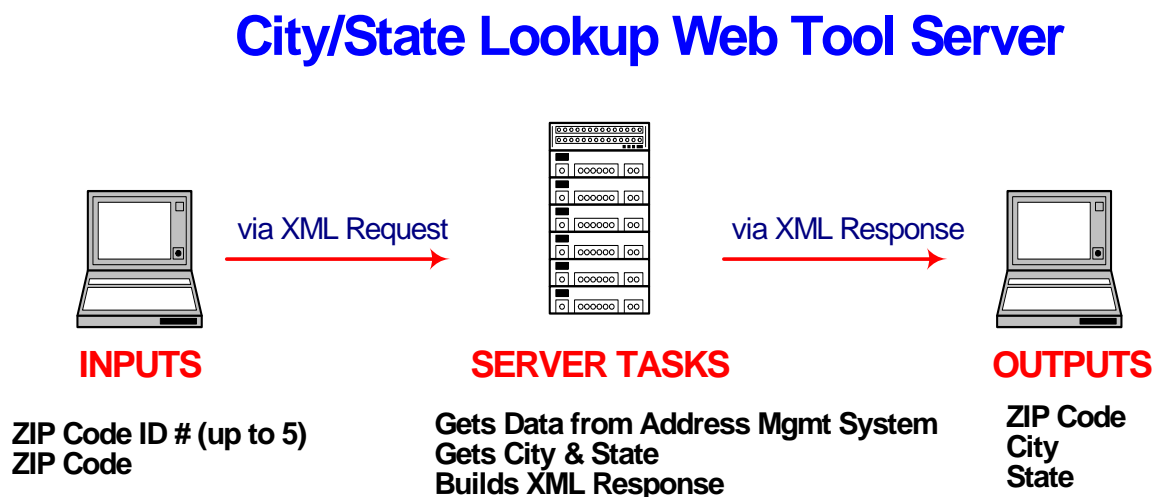 City/State Lookup Web Tool Server
via XML Request
via XML Response
INPUTS
SERVER TASKS
OUTPUTS
ZIP Code ID # (up to 5)
ZIP Code
Gets Data from Address Mgmt System
Gets City & State
Builds XML Response
ZIP Code
City
State